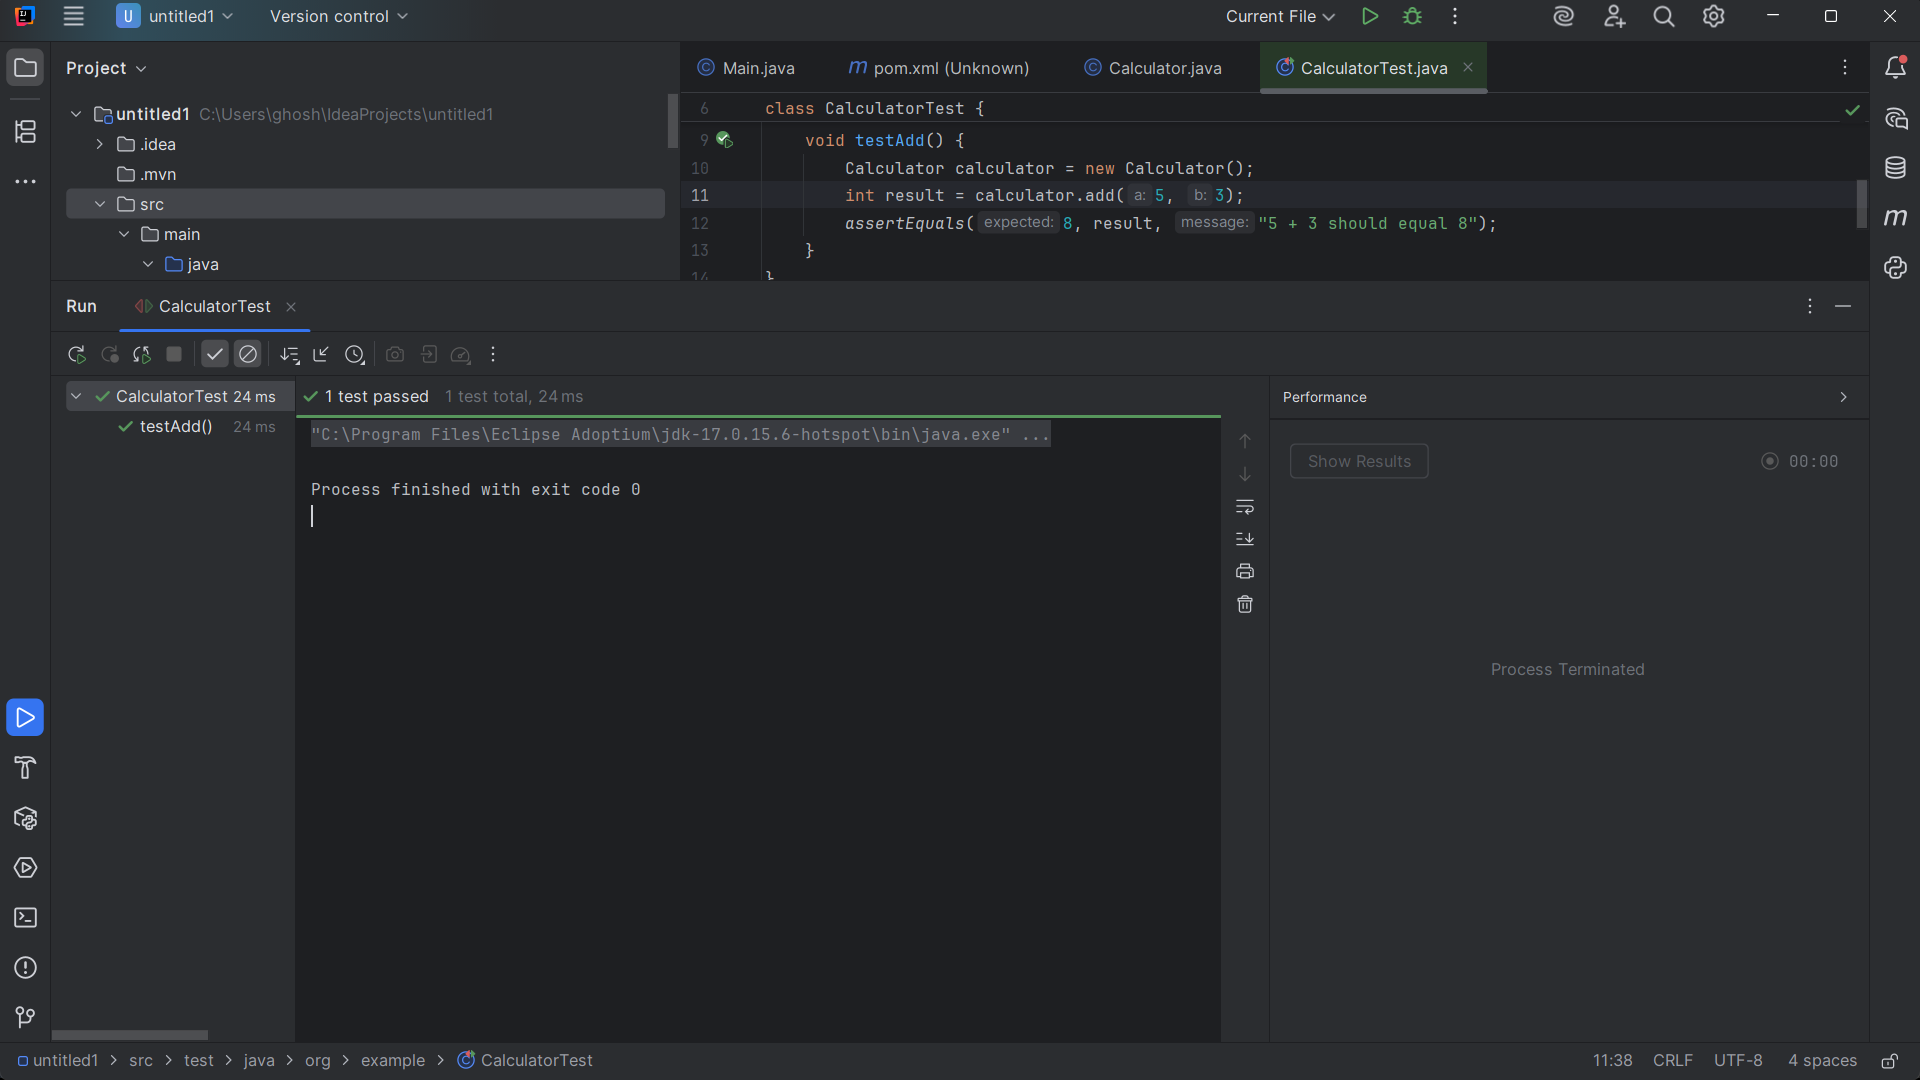 U untitled1 Version control Current File
Project
Main.java m pom.xml (Unknown) Calculator.java CalculatorTest.java
untitled1 C:\Users\ghosh\IdeaProjects\untitled1
.idea
.mvn
src
main
java
6 class CalculatorTest {
9 void testAdd() {
10 Calculator calculator = new Calculator();
11 int result = calculator.add( a: 5, b: 3);
12 assertEquals( expected: 8, result, message: "5 + 3 should equal 8");
13 }
14 }
m
Run CalculatorTest
CalculatorTest 24 ms
testAdd() 24 ms
1 test passed 1 test total, 24 ms
"C:\Program Files\Eclipse Adoptium\jdk-17.0.15.6-hotspot\bin\java.exe" ...
Process finished with exit code 0
Performance
Show Results 00:00
Process Terminated
untitled1 > src > test > java > org > example > CalculatorTest
11:38 CRLF UTF-8 4 spaces